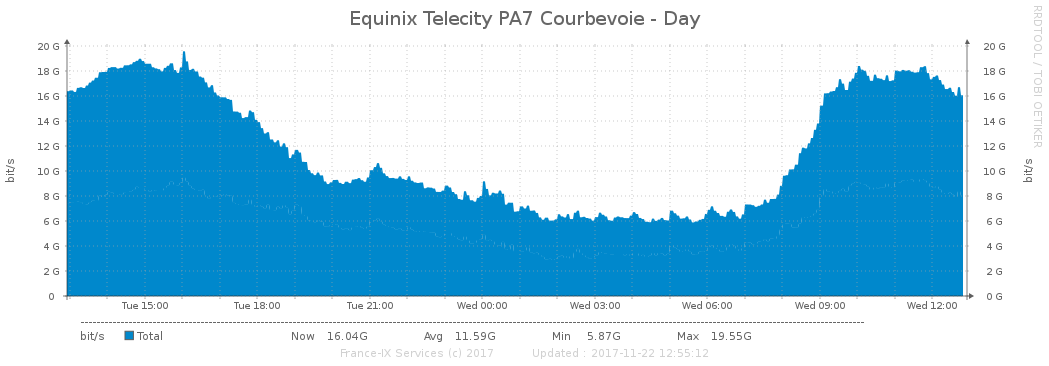 Equinix Telecity PA7 Courbevoie - Day
RRDTOOL / TOBI OETIKER
bit/s
bit/s
20 G 20 G
18 G 18 G
16 G 16 G
14 G 14 G
12 G 12 G
10 G 10 G
8 G 8 G
6 G 6 G
4 G 4 G
2 G 2 G
0 0 G
Tue 15:00 Tue 18:00 Tue 21:00 Wed 00:00 Wed 03:00 Wed 06:00 Wed 09:00 Wed 12:00
bit/s Total Now 16.04G Avg 11.59G Min 5.87G Max 19.55G
France-IX Services (c) 2017 Updated : 2017-11-22 12:55:12